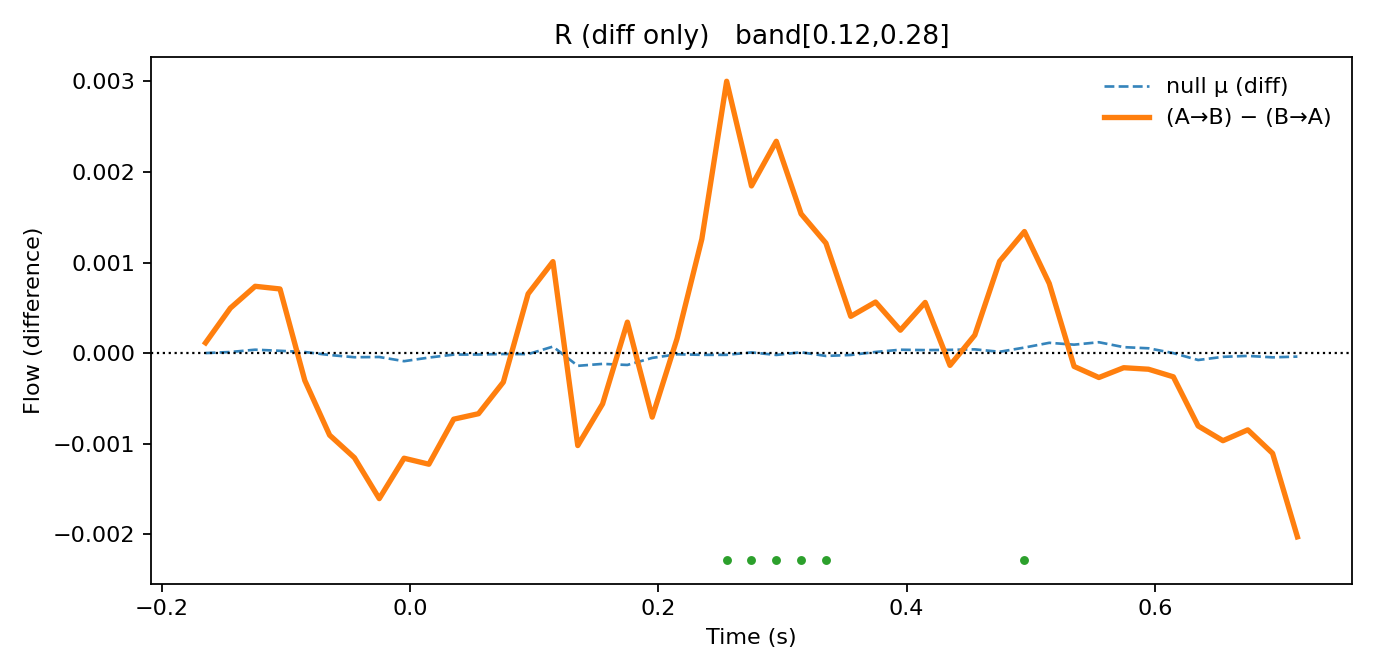 R (diff only)   band[0.12,0.28]
null μ (diff)
(A→B) − (B→A)
Flow (difference)
0.003
0.002
0.001
0.000
−0.001
−0.002
−0.2
0.0
0.2
0.4
0.6
Time (s)